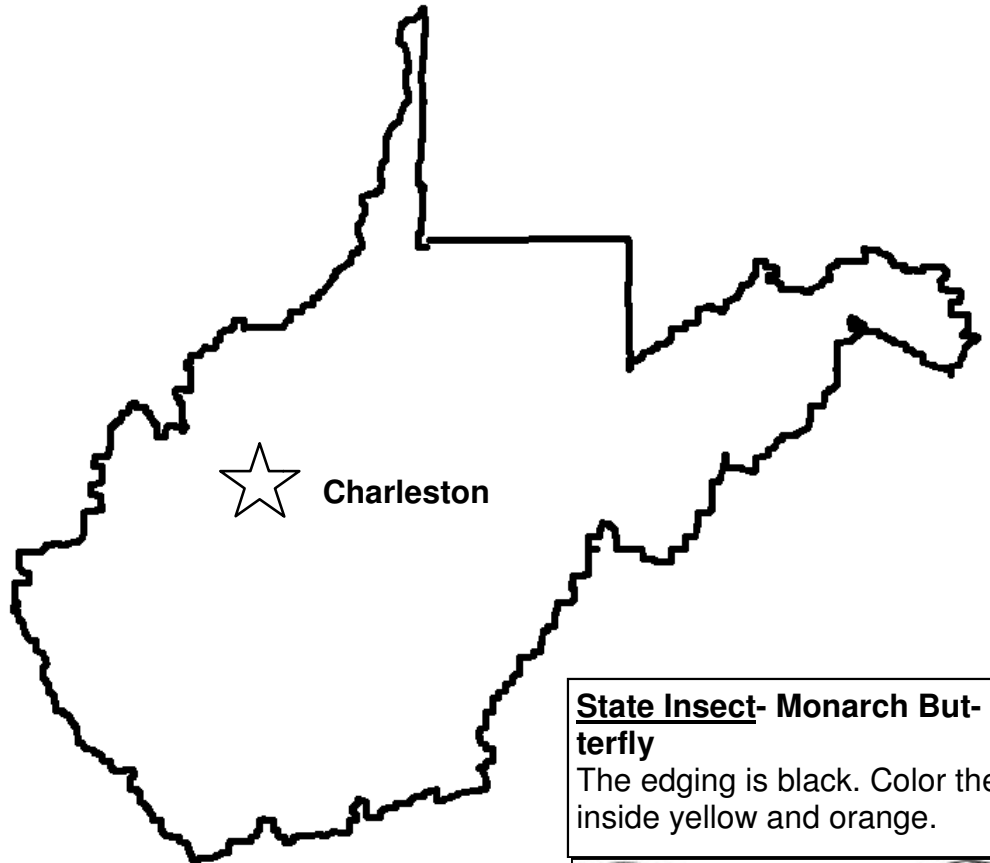 Charleston
State Insect- Monarch But-
terfly
The edging is black. Color the
inside yellow and orange.